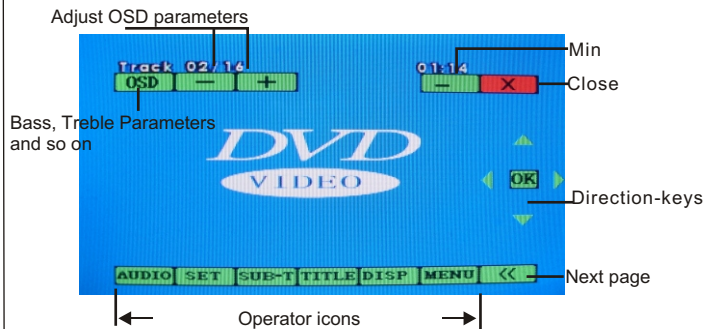 Adjust OSD parameters
Track 02/16
01:14
Min
OSD
—
+
—
X
Close
Bass, Treble Parameters
and so on
DVD
VIDEO
OK
Direction-keys
AUDIO SET SUB-T TITLE DISP MENU <<
Next page
Operator icons